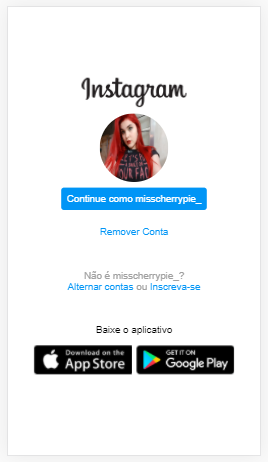 Instagram
Continue como misscherrypie_
Remover Conta
Não é misscherrypie_?
Alternar contas ou Inscreva-se
Baixe o aplicativo
Download on the
App Store
GET IT ON
Google Play